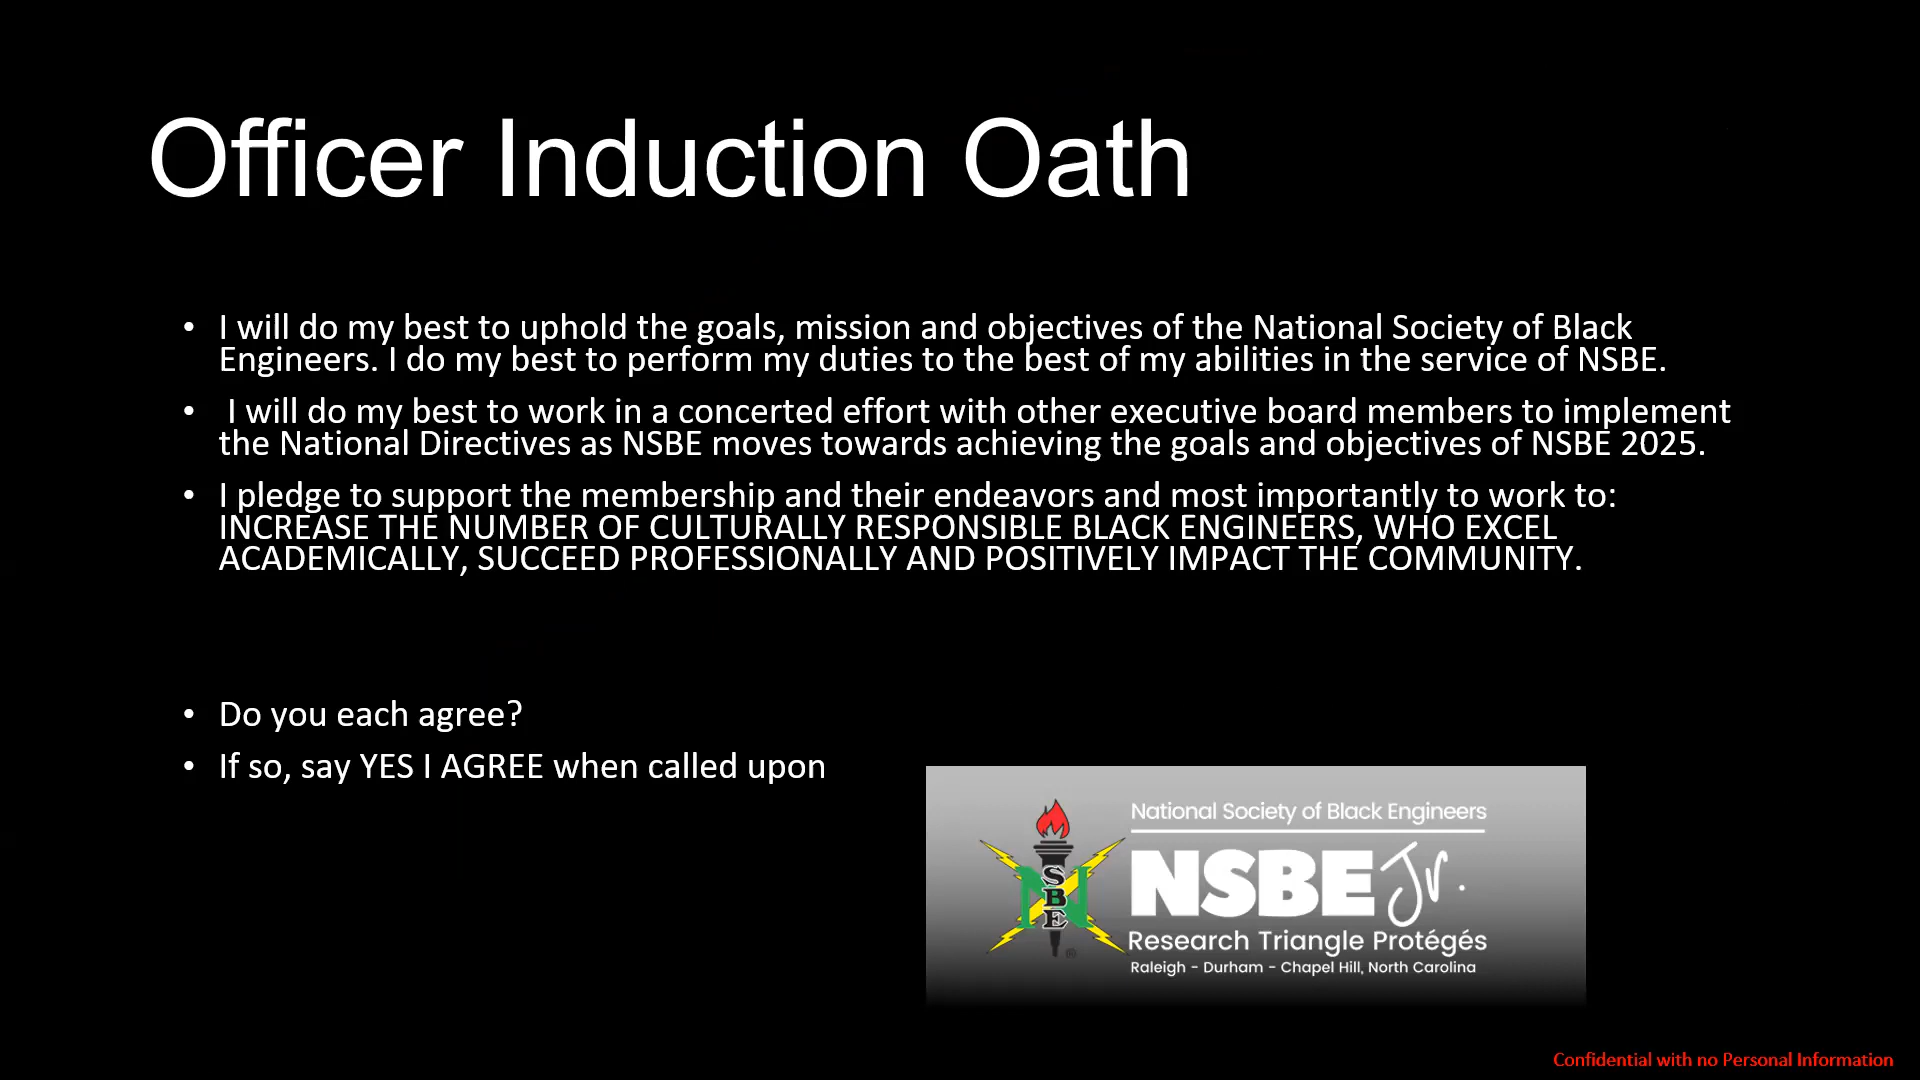 Officer Induction Oath
• I will do my best to uphold the goals, mission and objectives of the National Society of Black
Engineers. I do my best to perform my duties to the best of my abilities in the service of NSBE.
• I will do my best to work in a concerted effort with other executive board members to implement
the National Directives as NSBE moves towards achieving the goals and objectives of NSBE 2025.
• I pledge to support the membership and their endeavors and most importantly to work to:
INCREASE THE NUMBER OF CULTURALLY RESPONSIBLE BLACK ENGINEERS, WHO EXCEL
ACADEMICALLY, SUCCEED PROFESSIONALLY AND POSITIVELY IMPACT THE COMMUNITY.
• Do you each agree?
• If so, say YES I AGREE when called upon
N
S
B
E
®
National Society of Black Engineers
NSBE Jr.
Research Triangle Protégés
Raleigh - Durham - Chapel Hill, North Carolina
Confidential with no Personal Information